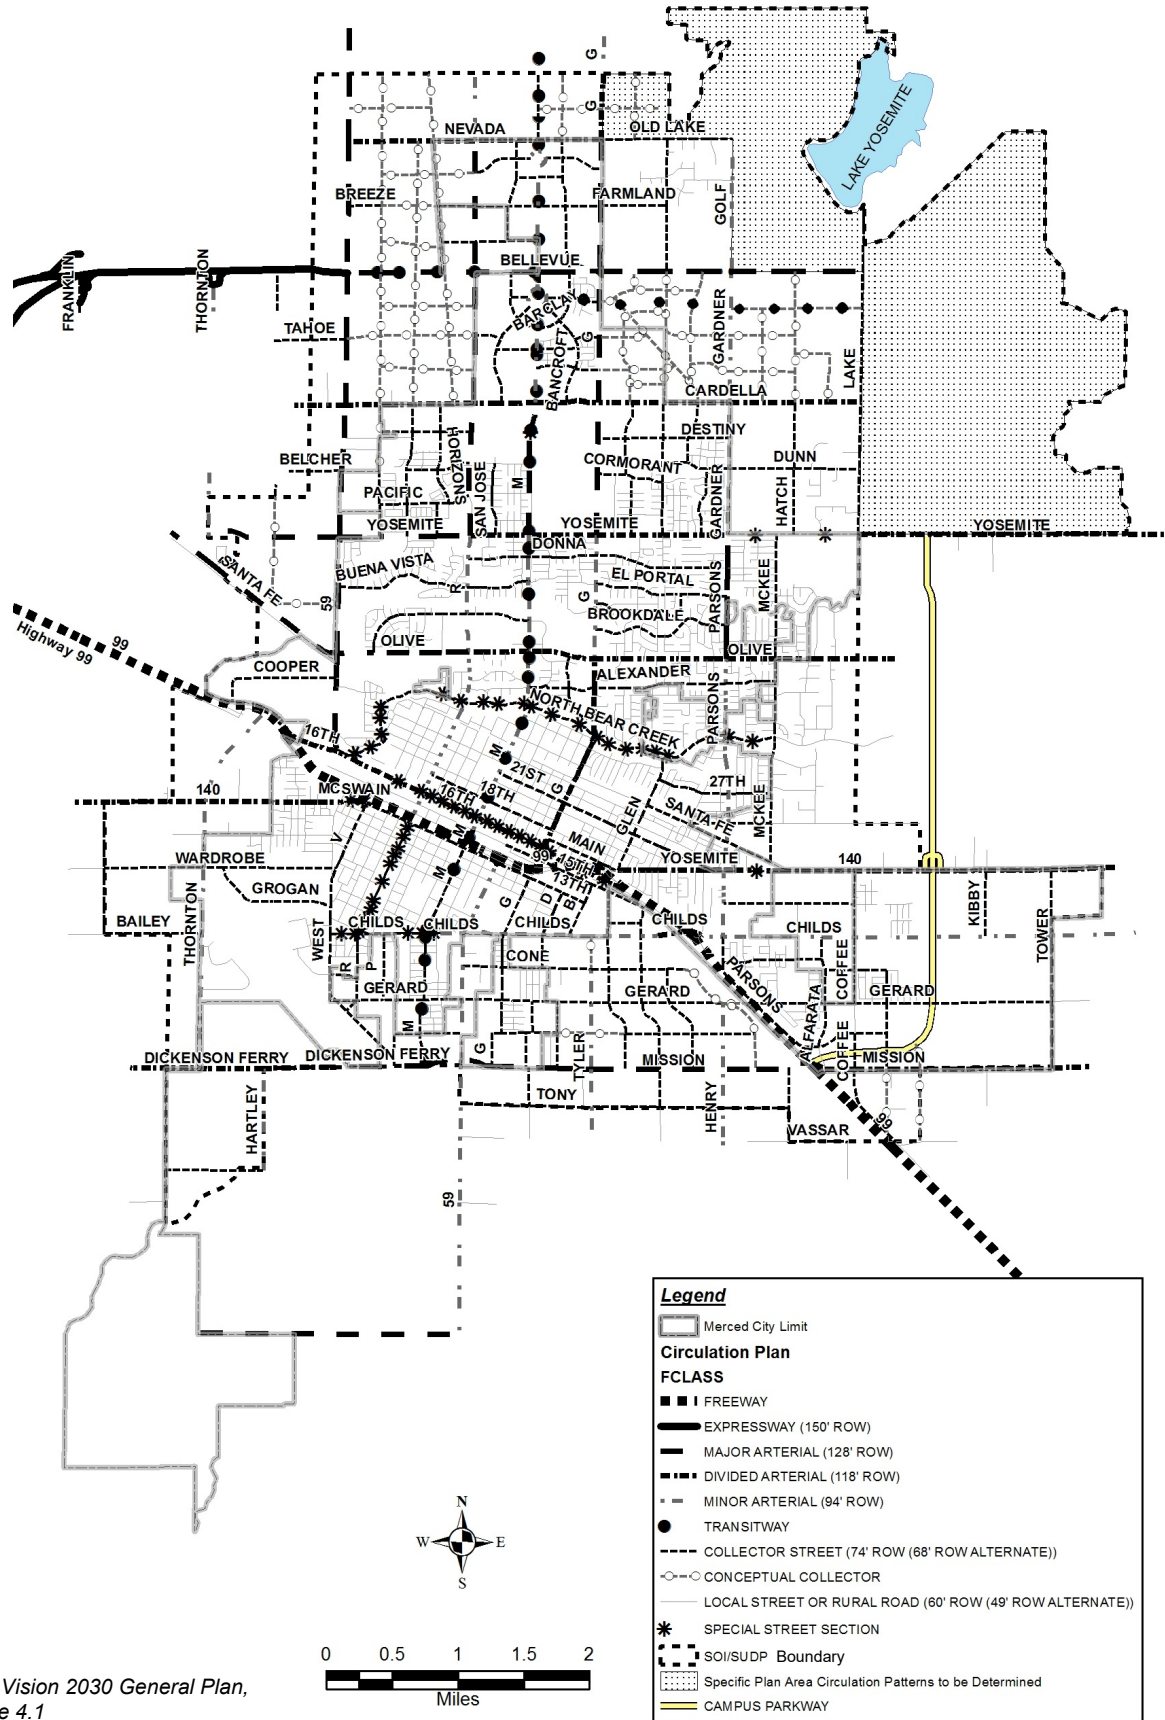 G
G
NEVADA
OLD LAKE
LAKE YOSEMITE
BREEZE
FARMLAND
GOLF
FRANKLIN
THORNTON
BELLEVUE
TAHOE
BARCLAY
BANCROFT
G
GARDNER
LAKE
CARDELLA
DESTINY
BELCHER
HORIZONS
SAN JOSE
M
CORMORANT
GARDNER
DUNN
HATCH
PACIFIC
YOSEMITE
YOSEMITE
YOSEMITE
DONNA
SANTA FE
BUENA VISTA
R
EL PORTAL
G
BROOKDALE
PARSONS
MCKEE
59
OLIVE
OLIVE
99
Highway 99
COOPER
ALEXANDER
PARSONS
NORTH BEAR CREEK
16TH
M
21ST
G
27TH
140
MCSWAIN
16TH
18TH
SANTA FE
GLEN
MCKEE
V
M
MAIN
99
15TH
13TH
YOSEMITE
140
WARDROBE
GROGAN
M
G
D
B
KIBBY
BAILEY
THORNTON
WEST
CHILDS
CHILDS
CHILDS
CHILDS
CHILDS
TOWER
R
P
CONE
PARSONS
COFFEE
GERARD
GERARD
GERARD
ALFARATA
M
G
TYLER
COFFEE
DICKENSON FERRY
DICKENSON FERRY
MISSION
MISSION
HARTLEY
TONY
HENRY
VASSAR
99
59
Legend
Merced City Limit
Circulation Plan
FCLASS
FREEWAY
EXPRESSWAY (150' ROW)
MAJOR ARTERIAL (128' ROW)
DIVIDED ARTERIAL (118' ROW)
MINOR ARTERIAL (94' ROW)
TRANSITWAY
COLLECTOR STREET (74' ROW (68' ROW ALTERNATE))
CONCEPTUAL COLLECTOR
LOCAL STREET OR RURAL ROAD (60' ROW (49' ROW ALTERNATE))
SPECIAL STREET SECTION
SOI/SUDP Boundary
Specific Plan Area Circulation Patterns to be Determined
CAMPUS PARKWAY
N
W E
S
0 0.5 1 1.5 2
Miles
Vision 2030 General Plan,
e 4.1